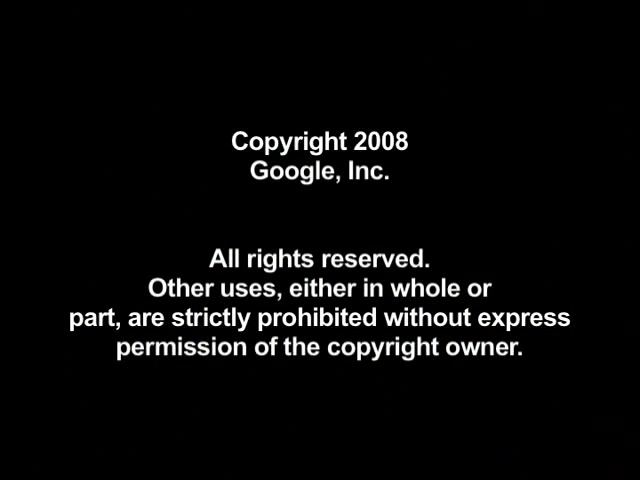 Copyright 2008
Google, Inc.
All rights reserved.
Other uses, either in whole or
part, are strictly prohibited without express
permission of the copyright owner.